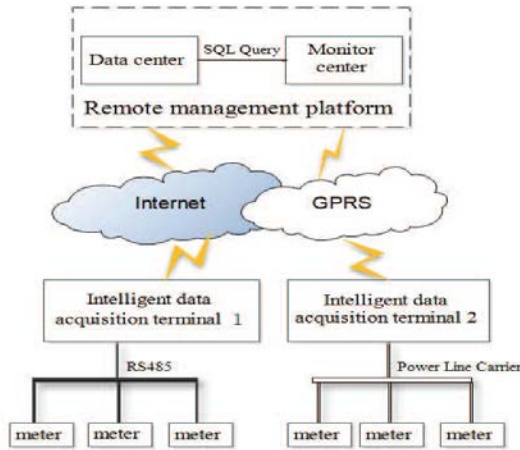 Data center
SQL Query
Monitor
center
Remote management platform
Internet
GPRS
Intelligent data
acquisition terminal 1
Intelligent data
acquisition terminal 2
RS485
Power Line Carrier
meter
meter
meter
meter
meter
meter